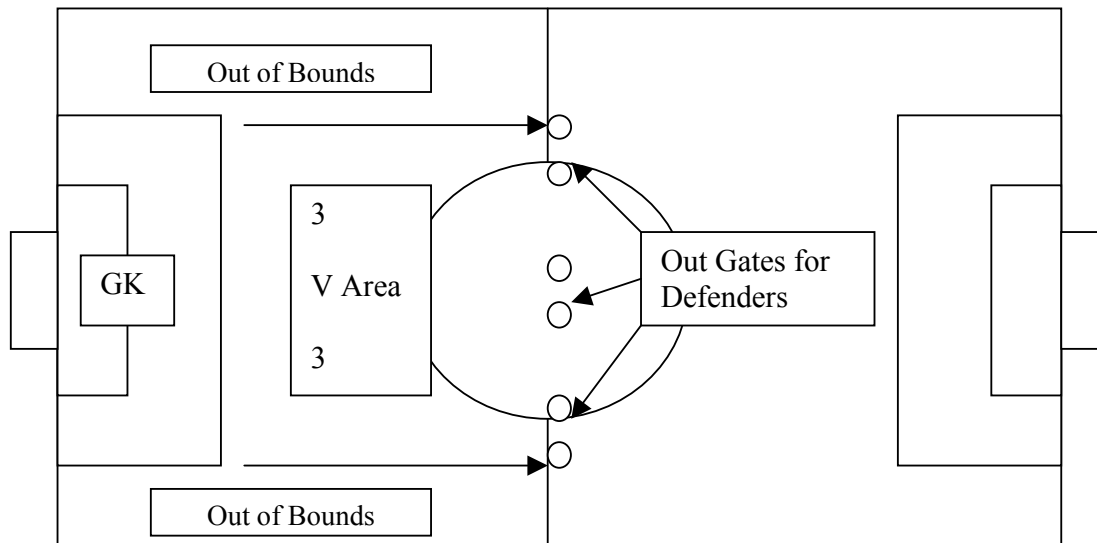 Out of Bounds
3
V Area
3
GK
Out Gates for
Defenders
Out of Bounds